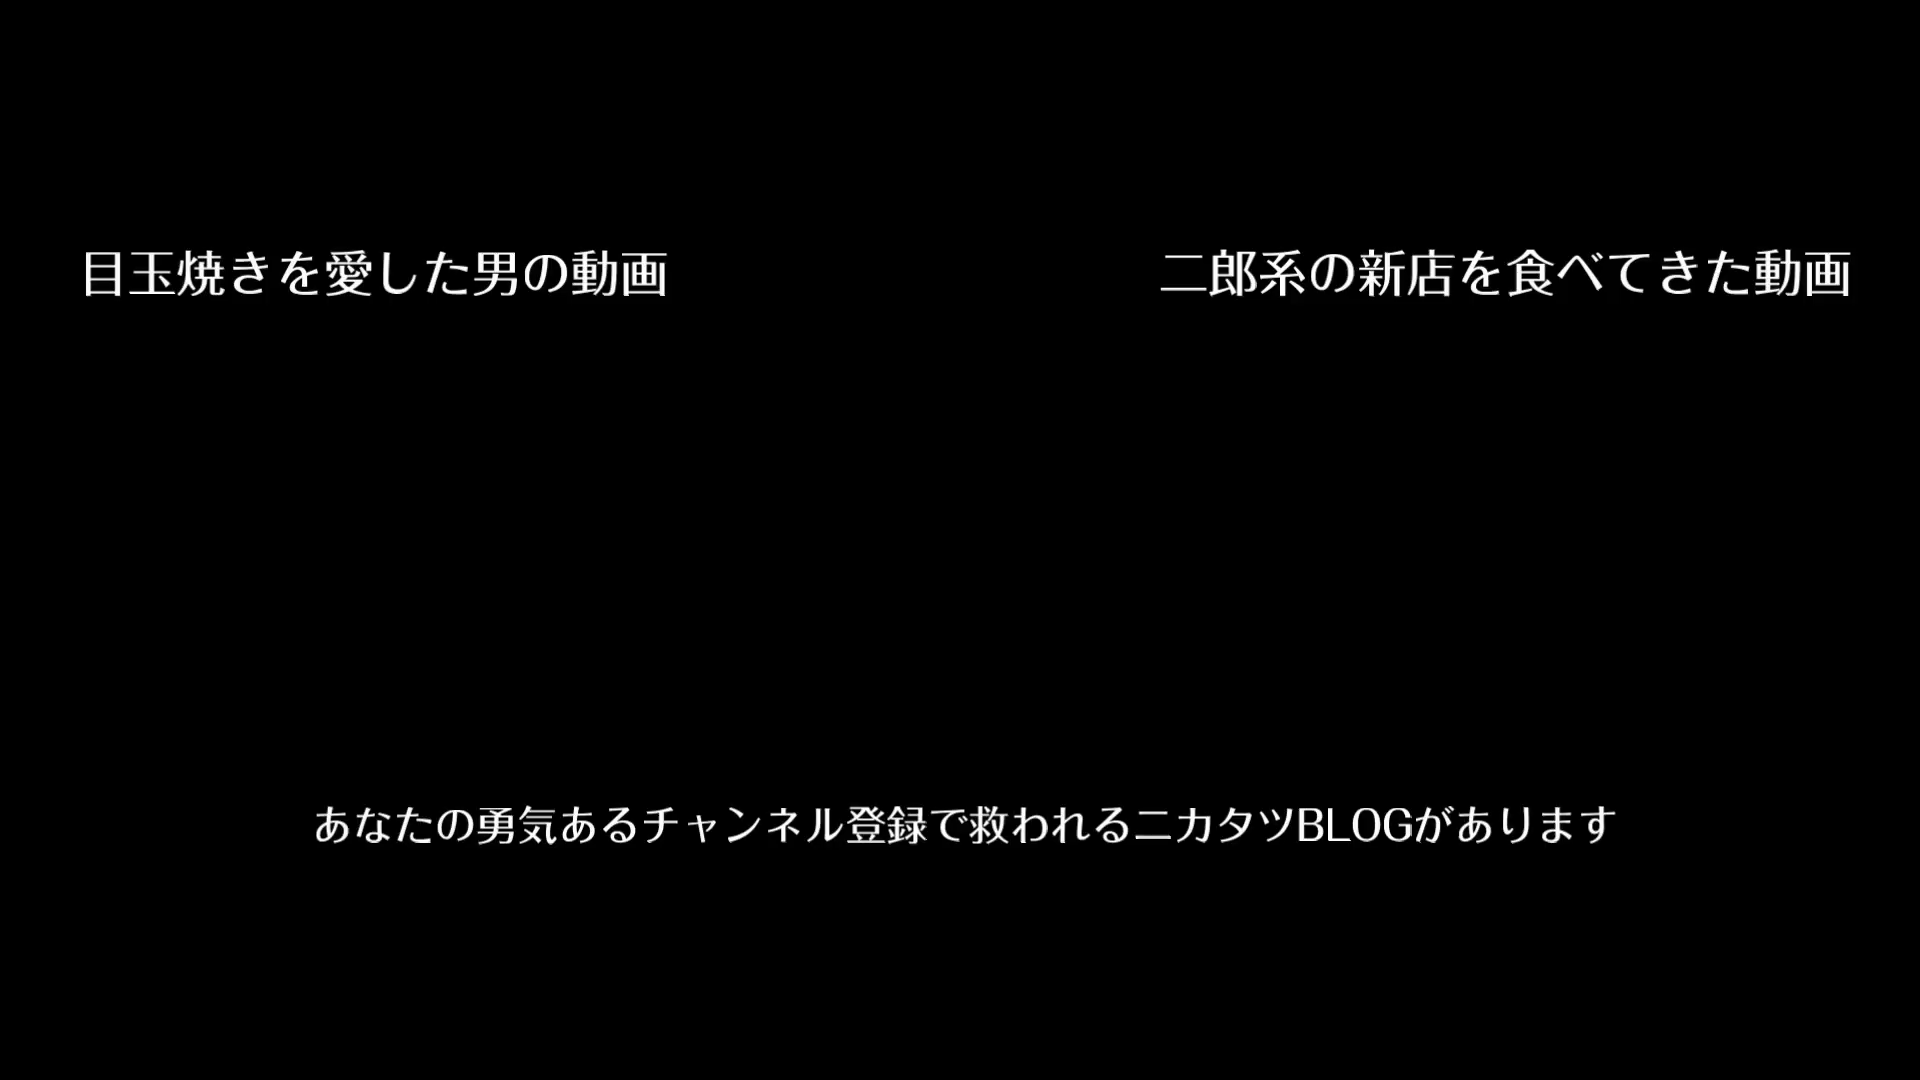 目玉焼きを愛した男の動画
二郎系の新店を食べてきた動画
あなたの勇気あるチャンネル登録で救われるニカタツBLOGがあります